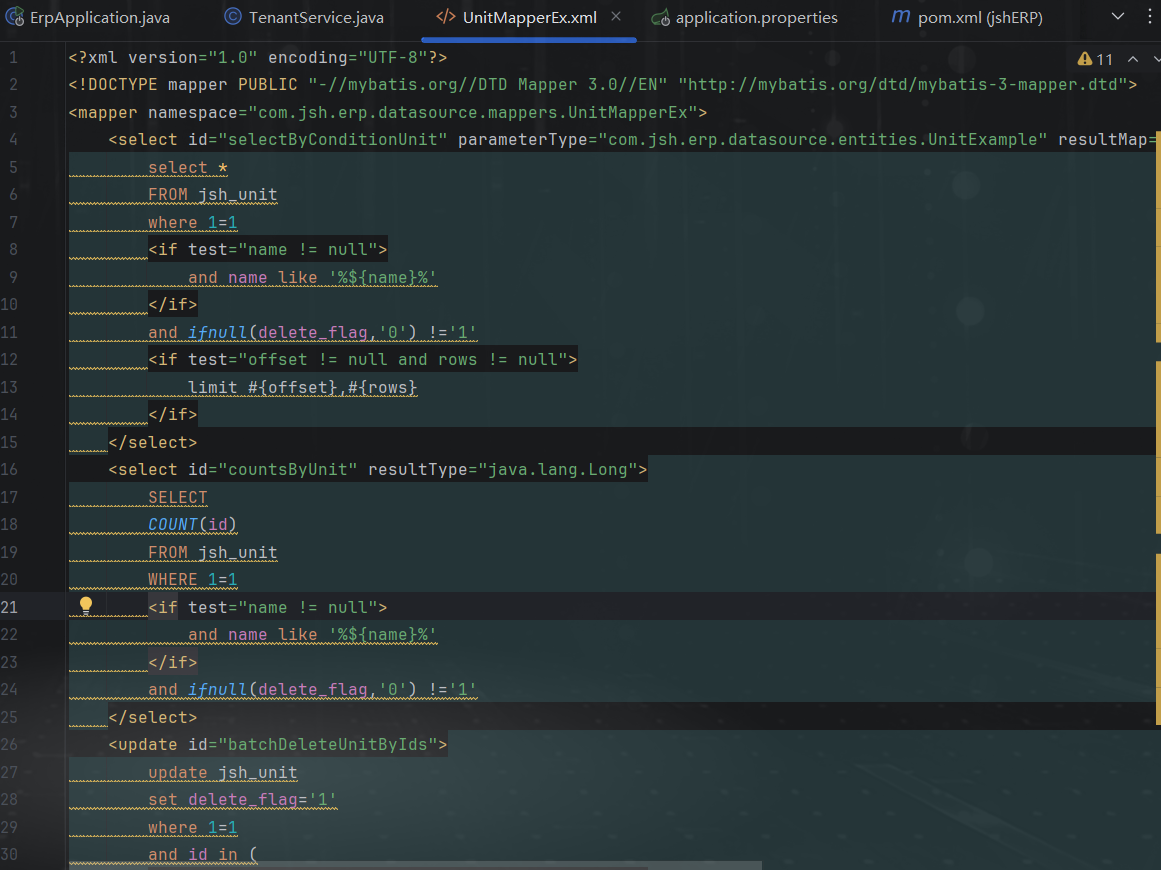 ErpApplication.java TenantService.java </> UnitMapperEx.xml application.properties m pom.xml (jshERP)
11
1 <?xml version="1.0" encoding="UTF-8"?>
2 <!DOCTYPE mapper PUBLIC "-//mybatis.org//DTD Mapper 3.0//EN" "http://mybatis.org/dtd/mybatis-3-mapper.dtd">
3 <mapper namespace="com.jsh.erp.datasource.mappers.UnitMapperEx">
4 <select id="selectByConditionUnit" parameterType="com.jsh.erp.datasource.entities.UnitExample" resultMap=
5 select *
6 FROM jsh_unit
7 where 1=1
8 <if test="name != null">
9 and name like '%${name}%'
10 </if>
11 and ifnull(delete_flag,'0') !='1'
12 <if test="offset != null and rows != null">
13 limit #{offset},#{rows}
14 </if>
15 </select>
16 <select id="countsByUnit" resultType="java.lang.Long">
17 SELECT
18 COUNT(id)
19 FROM jsh_unit
20 WHERE 1=1
21 <if test="name != null">
22 and name like '%${name}%'
23 </if>
24 and ifnull(delete_flag,'0') !='1'
25 </select>
26 <update id="batchDeleteUnitByIds">
27 update jsh_unit
28 set delete_flag='1'
29 where 1=1
30 and id in (